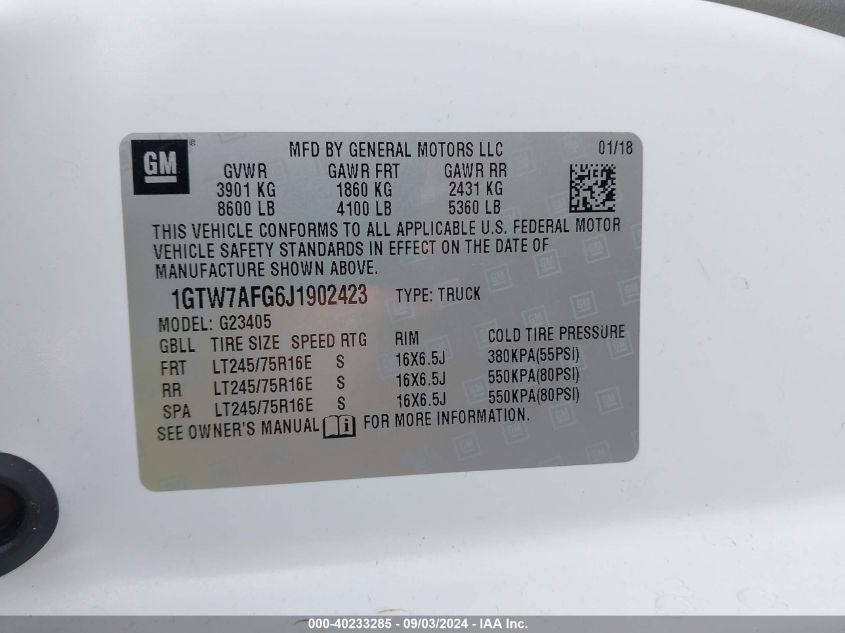 GM ®
MFD BY GENERAL MOTORS LLC 01/18
GVWR GAWR FRT GAWR RR
3901 KG 1860 KG 2431 KG
8600 LB 4100 LB 5360 LB
THIS VEHICLE CONFORMS TO ALL APPLICABLE U.S. FEDERAL MOTOR
VEHICLE SAFETY STANDARDS IN EFFECT ON THE DATE OF
MANUFACTURE SHOWN ABOVE.
1GTW7AFG6J1902423 TYPE: TRUCK
MODEL: G23405
GBLL TIRE SIZE SPEED RTG RIM COLD TIRE PRESSURE
FRT LT245/75R16E S 16X6.5J 380KPA(55PSI)
RR LT245/75R16E S 16X6.5J 550KPA(80PSI)
SPA LT245/75R16E S 16X6.5J 550KPA(80PSI)
SEE OWNER'S MANUAL FOR MORE INFORMATION.
000-40233285 - 09/03/2024 - IAA Inc.